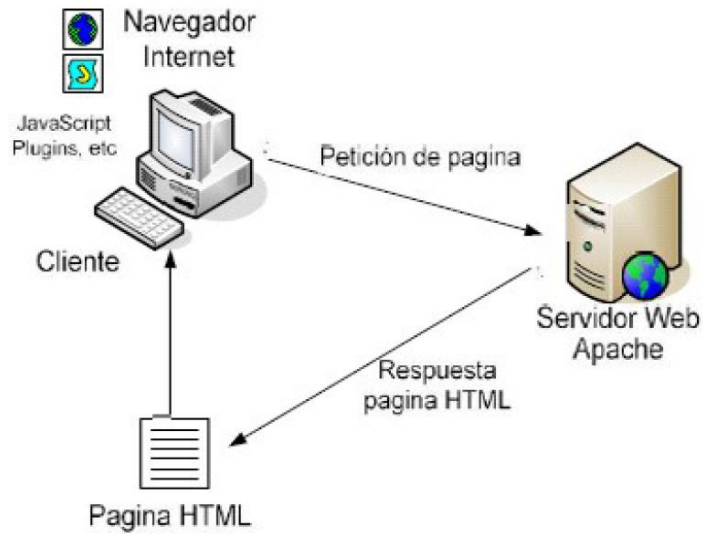 Navegador
Internet
JavaScript
Plugins, etc
Petición de pagina
Cliente
Servidor Web
Apache
Respuesta
pagina HTML
Pagina HTML